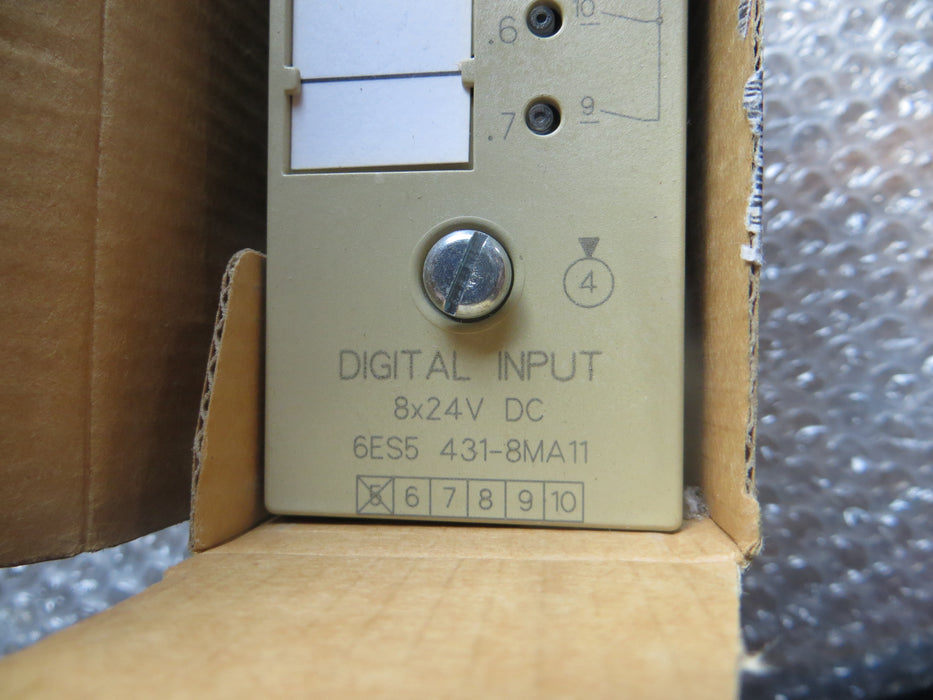 .6 10
.7 9
4
DIGITAL INPUT
8x24V DC
6ES5 431-8MA11
5 6 7 8 9 10